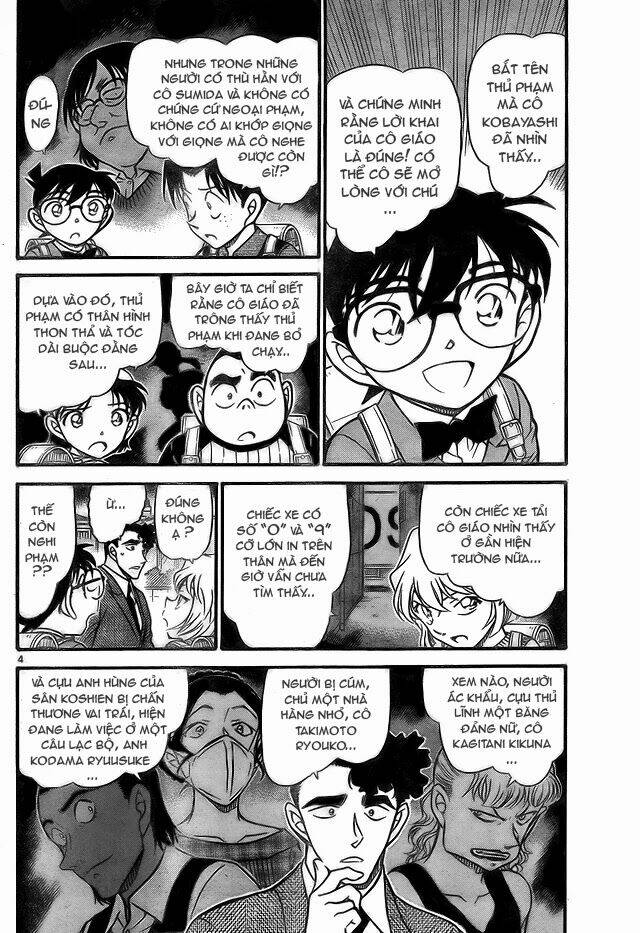 BẮT TÊN
THỦ PHẠM
MÀ CÔ
KOBAYASHI
ĐÃ NHÌN
THẤY..
VÀ CHỨNG MINH
RẰNG LỜI KHAI
CỦA CÔ GIÁO
LÀ ĐÚNG! CÓ
THỂ CÔ SẼ MỞ
LÒNG VỚI CHÚ
...
NHƯNG TRONG NHỮNG
NGƯỜI CÓ THÙ HẰN VỚI
CÔ SUMIDA VÀ KHÔNG CÓ
CHỨNG CỨ NGOẠI PHẠM,
KHÔNG CÓ AI KHỚP GIỌNG
VỚI GIỌNG MÀ CÔ NGHE
ĐƯỢC CÒN
GÌ!?
ĐÚ
NG
BÂY GIỜ TA CHỈ BIẾT
RẰNG CÔ GIÁO ĐÃ
TRÔNG THẤY THỦ
PHẠM KHI ĐANG BỎ
CHẠY..
DỰA VÀO ĐÓ, THỦ
PHẠM CÓ THÂN HÌNH
THON THẢ VÀ TÓC
DÀI BUỘC ĐẰNG
SAU...
CÒN CHIẾC XE TẢI
CÔ GIÁO NHÌN THẤY
Ở GẦN HIỆN
TRƯỜNG NỮA...
09
CHIẾC XE CÓ
SỐ “0” VÀ “9”
CỠ LỚN IN TRÊN
THÂN MÀ ĐẾN
GIỜ VẪN CHƯA
TÌM THẤY...
ĐÚNG
KHÔNG
Ạ?
Ừ...
THẾ
CÒN
NGHI
PHẠM
??
4
XEM NÀO, NGƯỜI
ÁC KHẨU, CỰU THỦ
LĨNH MỘT BĂNG
ĐẢNG NỮ, CÔ
KAGITANI KIKUNA
...
NGƯỜI BỊ CÚM,
CHỦ MỘT NHÀ
HÀNG NHỎ, CÔ
TAKIMOTO
RYOUKO...
VÀ CỰU ANH HÙNG CỦA
SÂN KOSHIEN BỊ CHẤN
THƯƠNG VAI TRÁI, HIỆN
ĐANG LÀM VIỆC Ở MỘT
CÂU LẠC BỘ, ANH
KODAMA RYUUSUKE
...